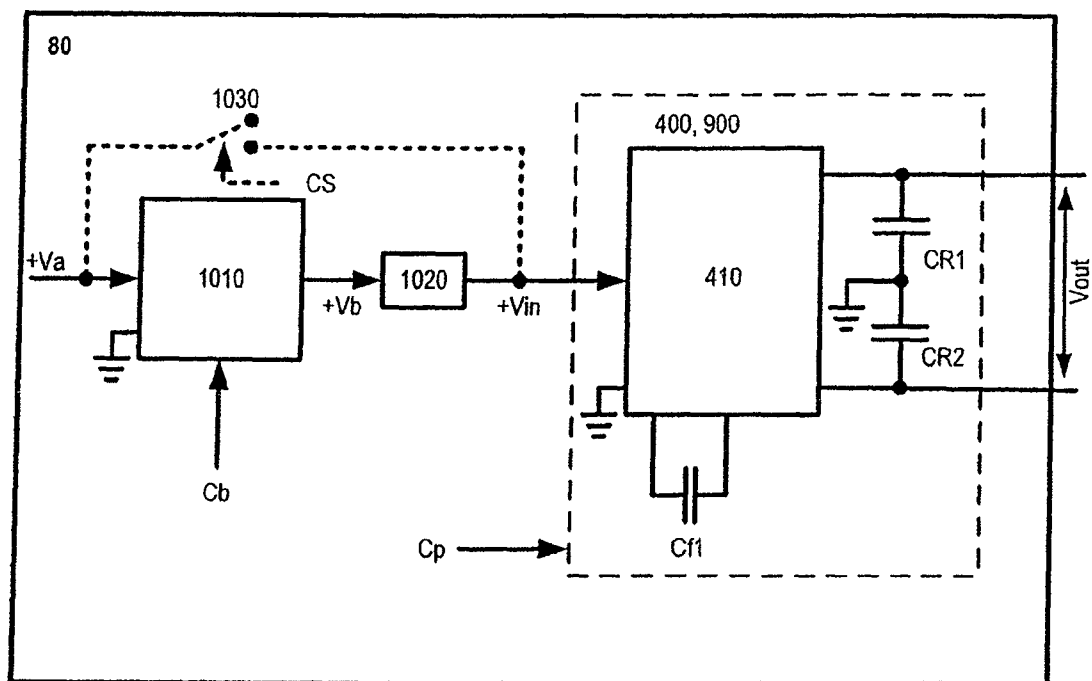 80
1030
400, 900
CS
+Va
1010
+Vb
1020
+Vin
410
CR1
CR2
Vout
Cb
Cp
Cf1